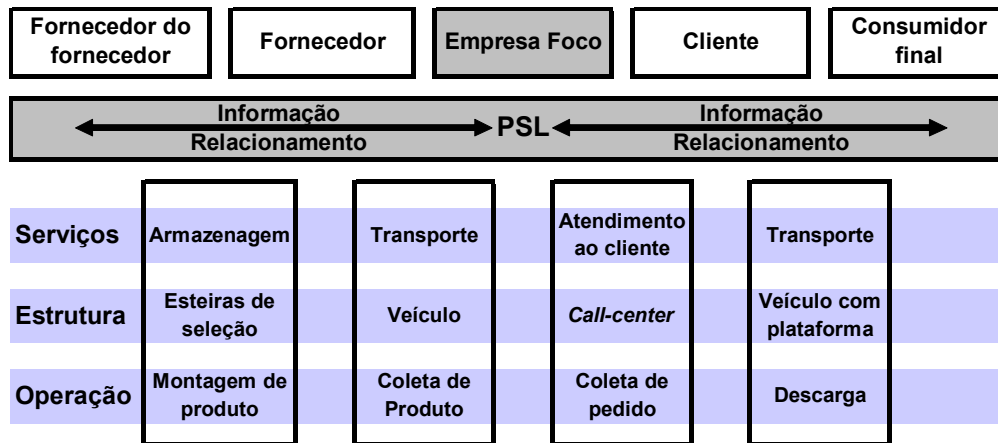 Fornecedor do
fornecedor
Fornecedor
Empresa Foco
Cliente
Consumidor
final
Informação
Relacionamento
PSL
Informação
Relacionamento
Serviços
Armazenagem
Transporte
Atendimento
ao cliente
Transporte
Estrutura
Esteiras de
seleção
Veículo
Call-center
Veículo com
plataforma
Operação
Montagem de
produto
Coleta de
Produto
Coleta de
pedido
Descarga